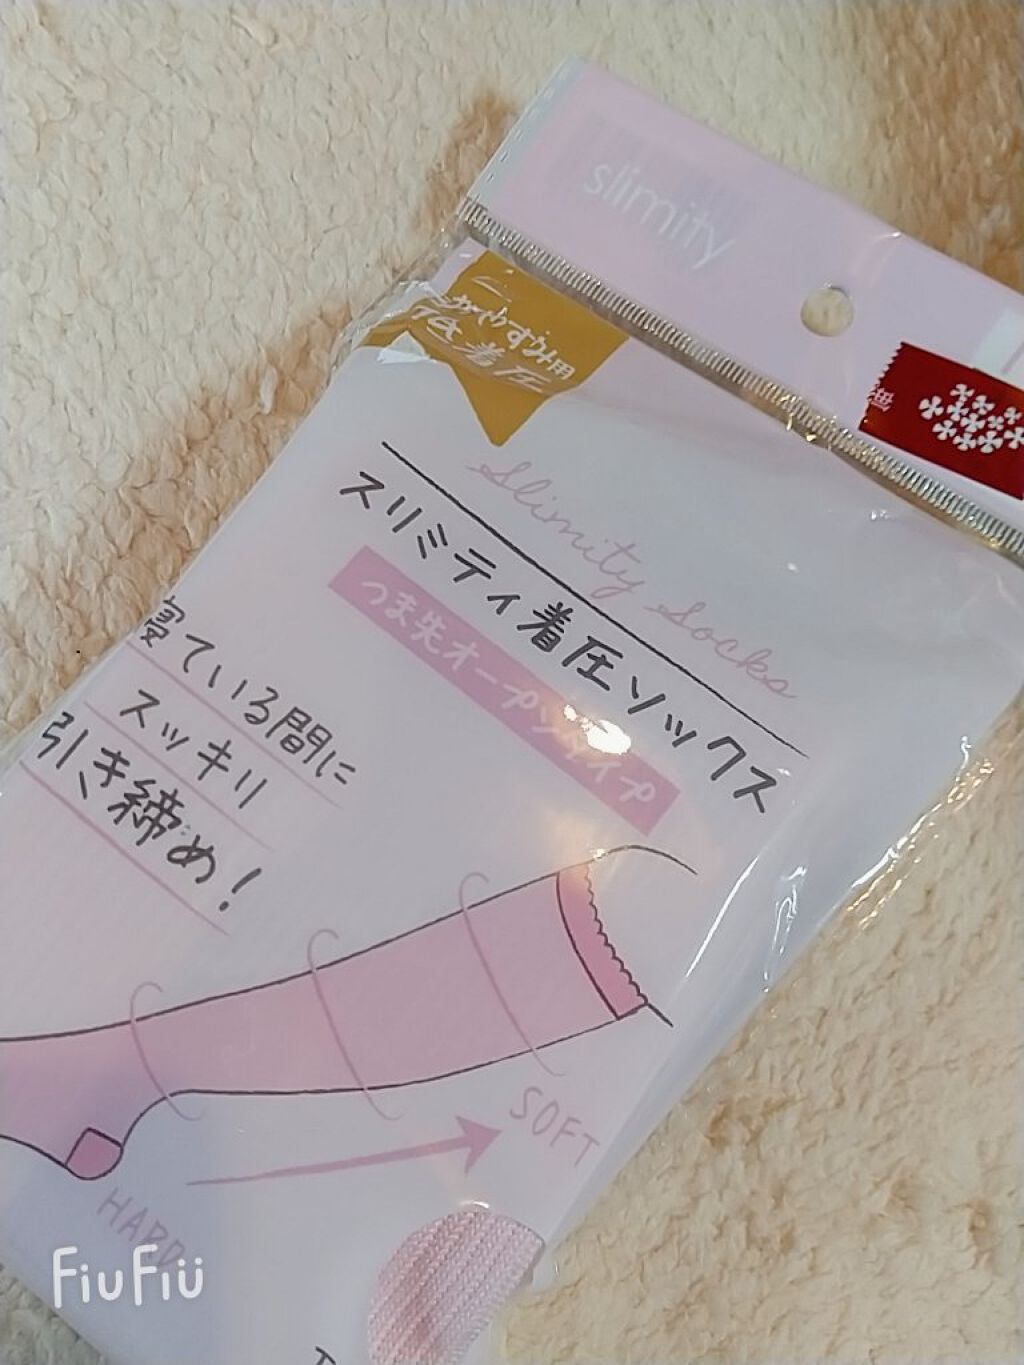 slimity
おやすみ用
着圧
Slimity Socks
スリミティ着圧ソックス
つま先オープンタイプ
寝ている間に
スッキリ
引き締め!
SOFT
HARD
FiuFiu